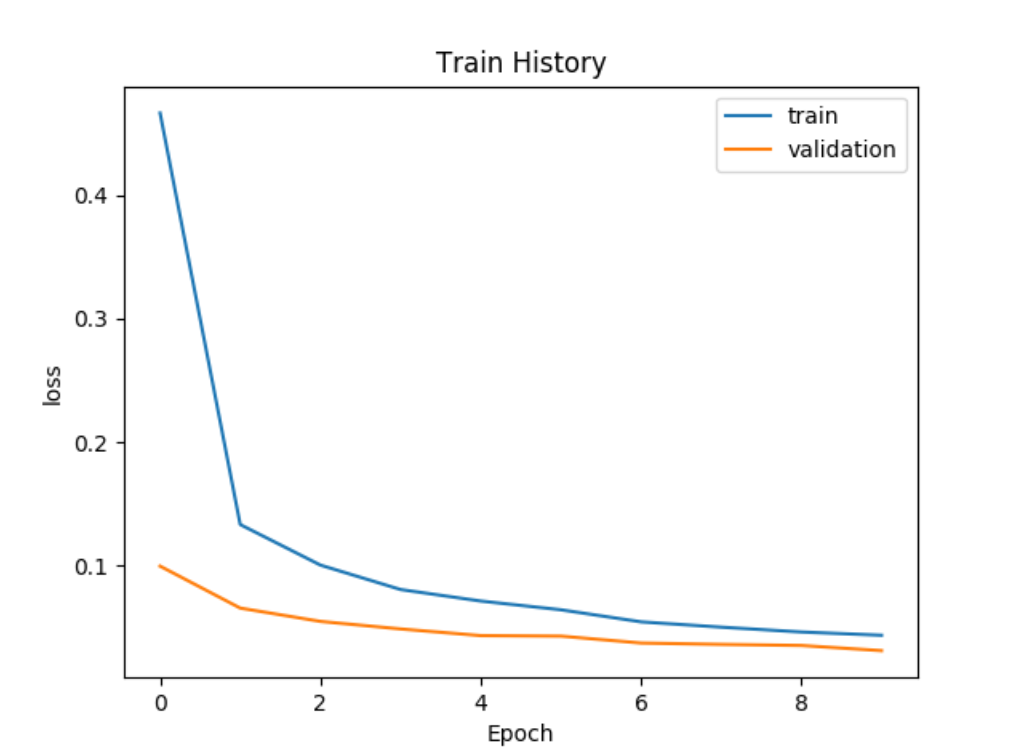 Train History
train
validation
0.4
0.3
0.2
0.1
loss
0 2 4 6 8
Epoch